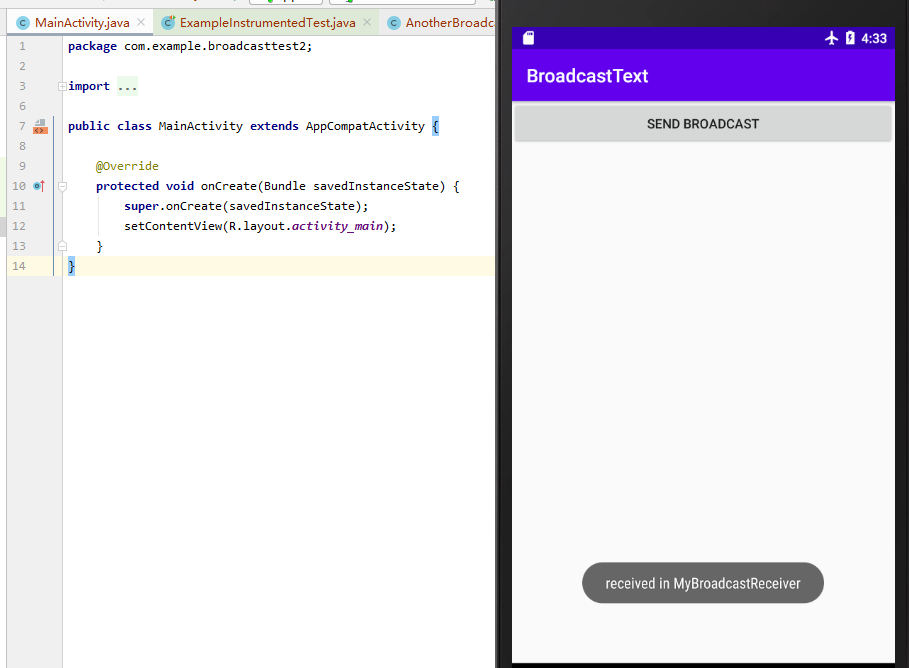 MainActivity.java ExampleInstrumentedTest.java AnotherBroadc
1 package com.example.broadcasttest2;
2
3 import ...
6
7 public class MainActivity extends AppCompatActivity {
8
9 @Override
10 protected void onCreate(Bundle savedInstanceState) {
11 super.onCreate(savedInstanceState);
12 setContentView(R.layout.activity_main);
13 }
14 }
4:33
BroadcastText
SEND BROADCAST
received in MyBroadcastReceiver